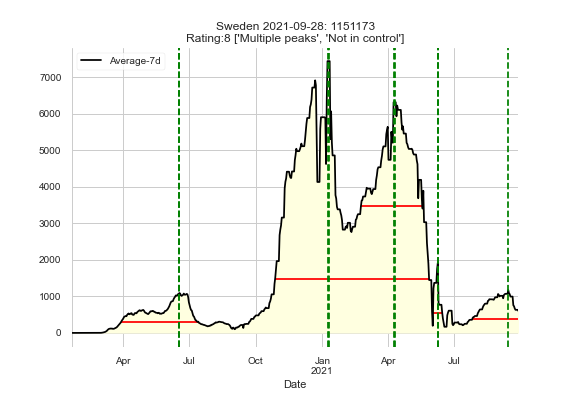 Sweden 2021-09-28: 1151173
Rating:8 ['Multiple peaks', 'Not in control']
Average-7d
7000
6000
5000
4000
3000
2000
1000
0
Apr Jul Oct Jan Apr Jul
2021
Date